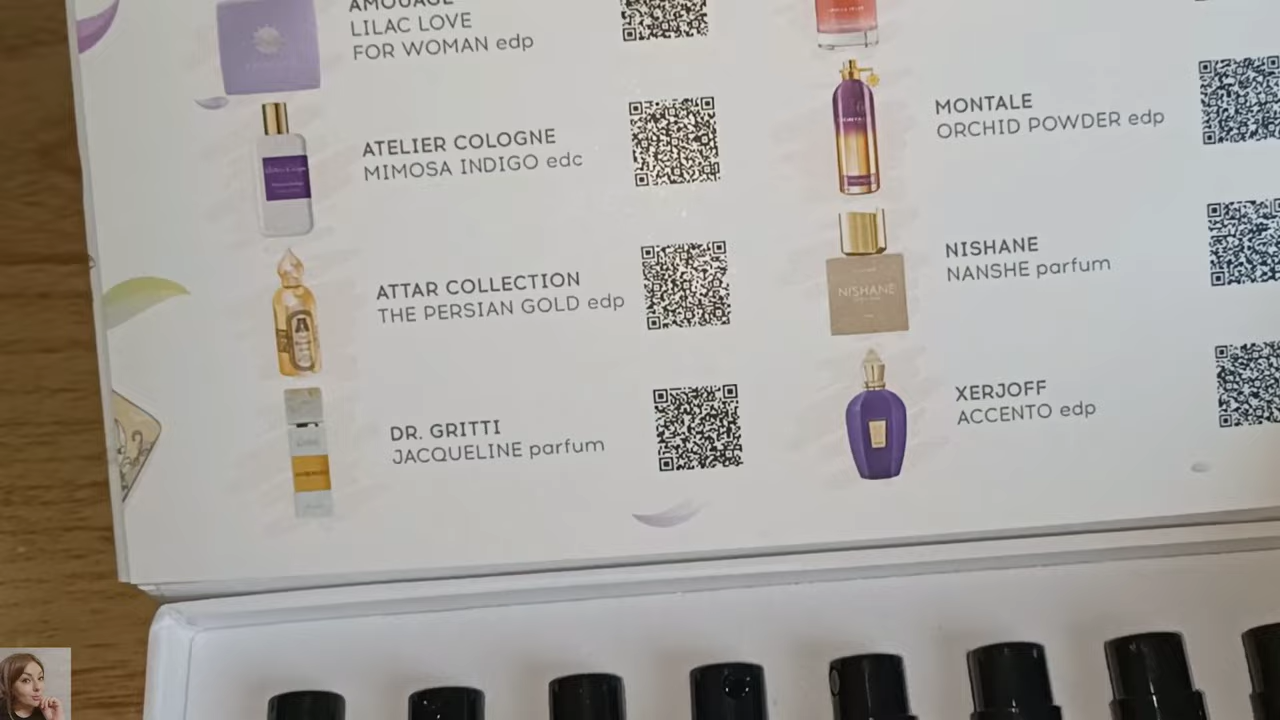 AMOUAGE
LILAC LOVE
FOR WOMAN edp
ATELIER COLOGNE
MIMOSA INDIGO edc
ATTAR COLLECTION
THE PERSIAN GOLD edp
DR. GRITTI
JACQUELINE parfum
MONTALE
ORCHID POWDER edp
NISHANE
NANSHE parfum
NISHANE
XERJOFF
ACCENTO edp